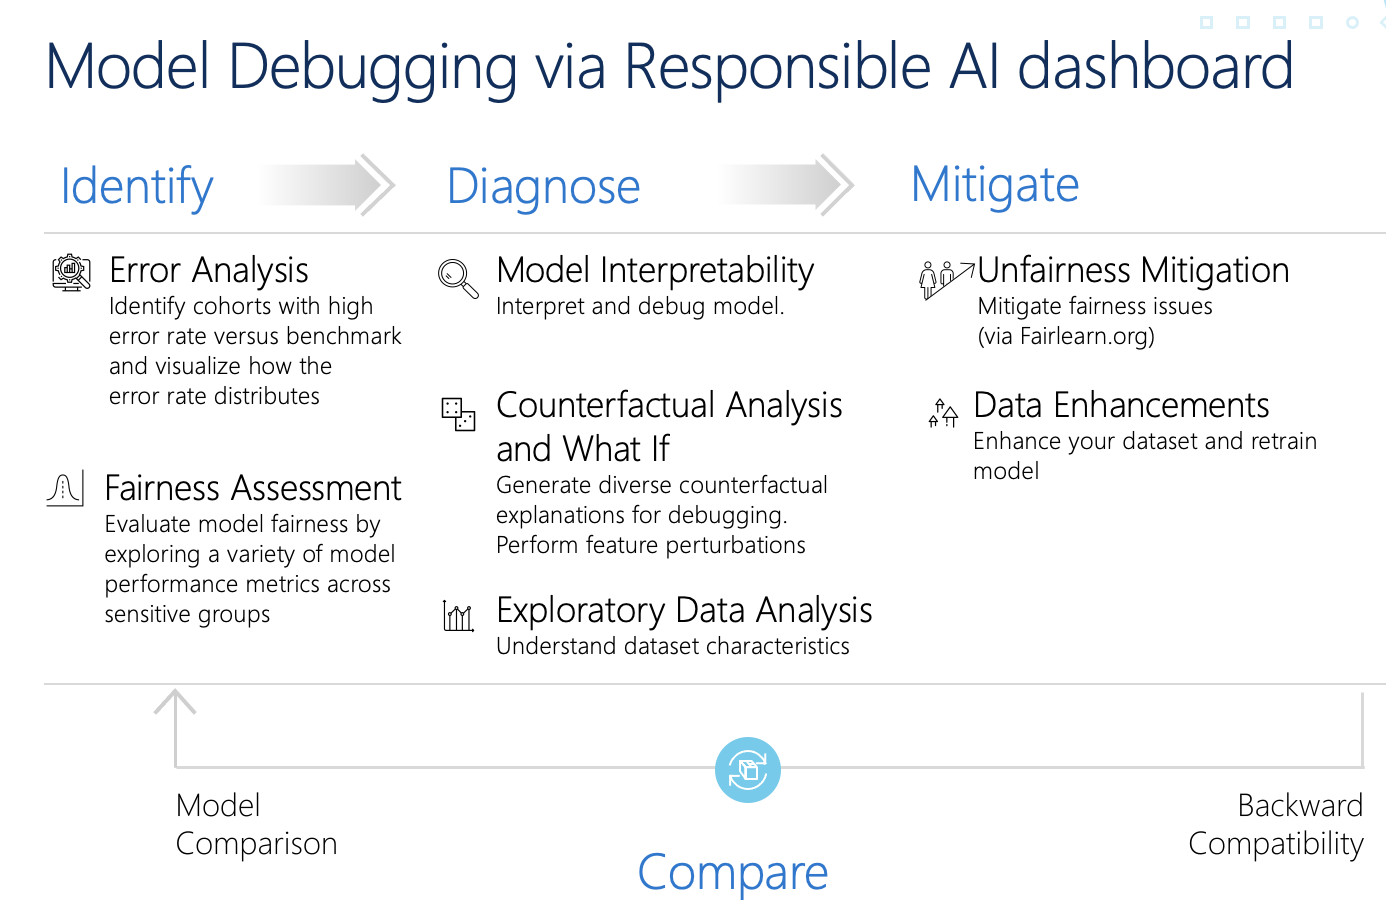 Model Debugging via Responsible AI dashboard
Identify
Diagnose
Mitigate
Error Analysis
Identify cohorts with high
error rate versus benchmark
and visualize how the
error rate distributes
Fairness Assessment
Evaluate model fairness by
exploring a variety of model
performance metrics across
sensitive groups
Model Interpretability
Interpret and debug model.
Counterfactual Analysis
and What If
Generate diverse counterfactual
explanations for debugging.
Perform feature perturbations
Exploratory Data Analysis
Understand dataset characteristics
Unfairness Mitigation
Mitigate fairness issues
(via Fairlearn.org)
Data Enhancements
Enhance your dataset and retrain
model
Model
Comparison
Compare
Backward
Compatibility